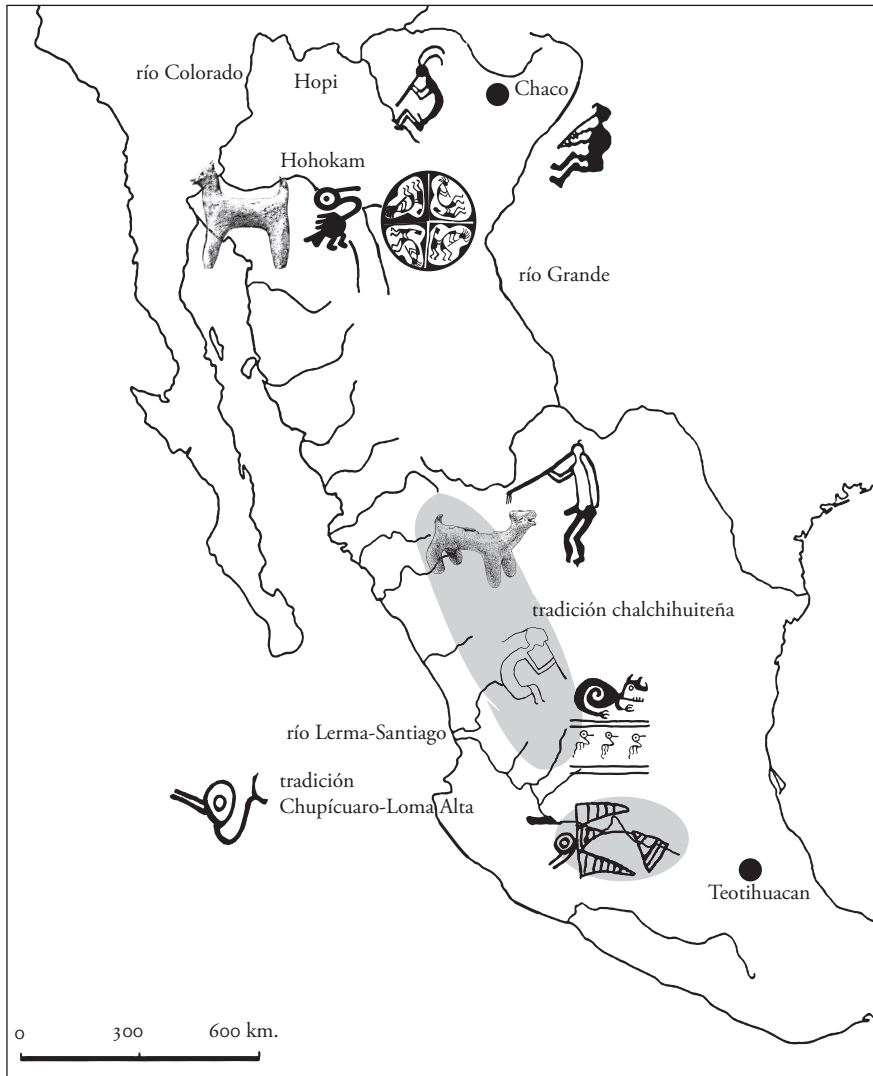 río Colorado
Hopi
Chaco
Hohokam
río Grande
tradición chalchihuiteña
río Lerma-Santiago
tradición
Chupícuaro-Loma Alta
Teotihuacan
0 300 600 km.